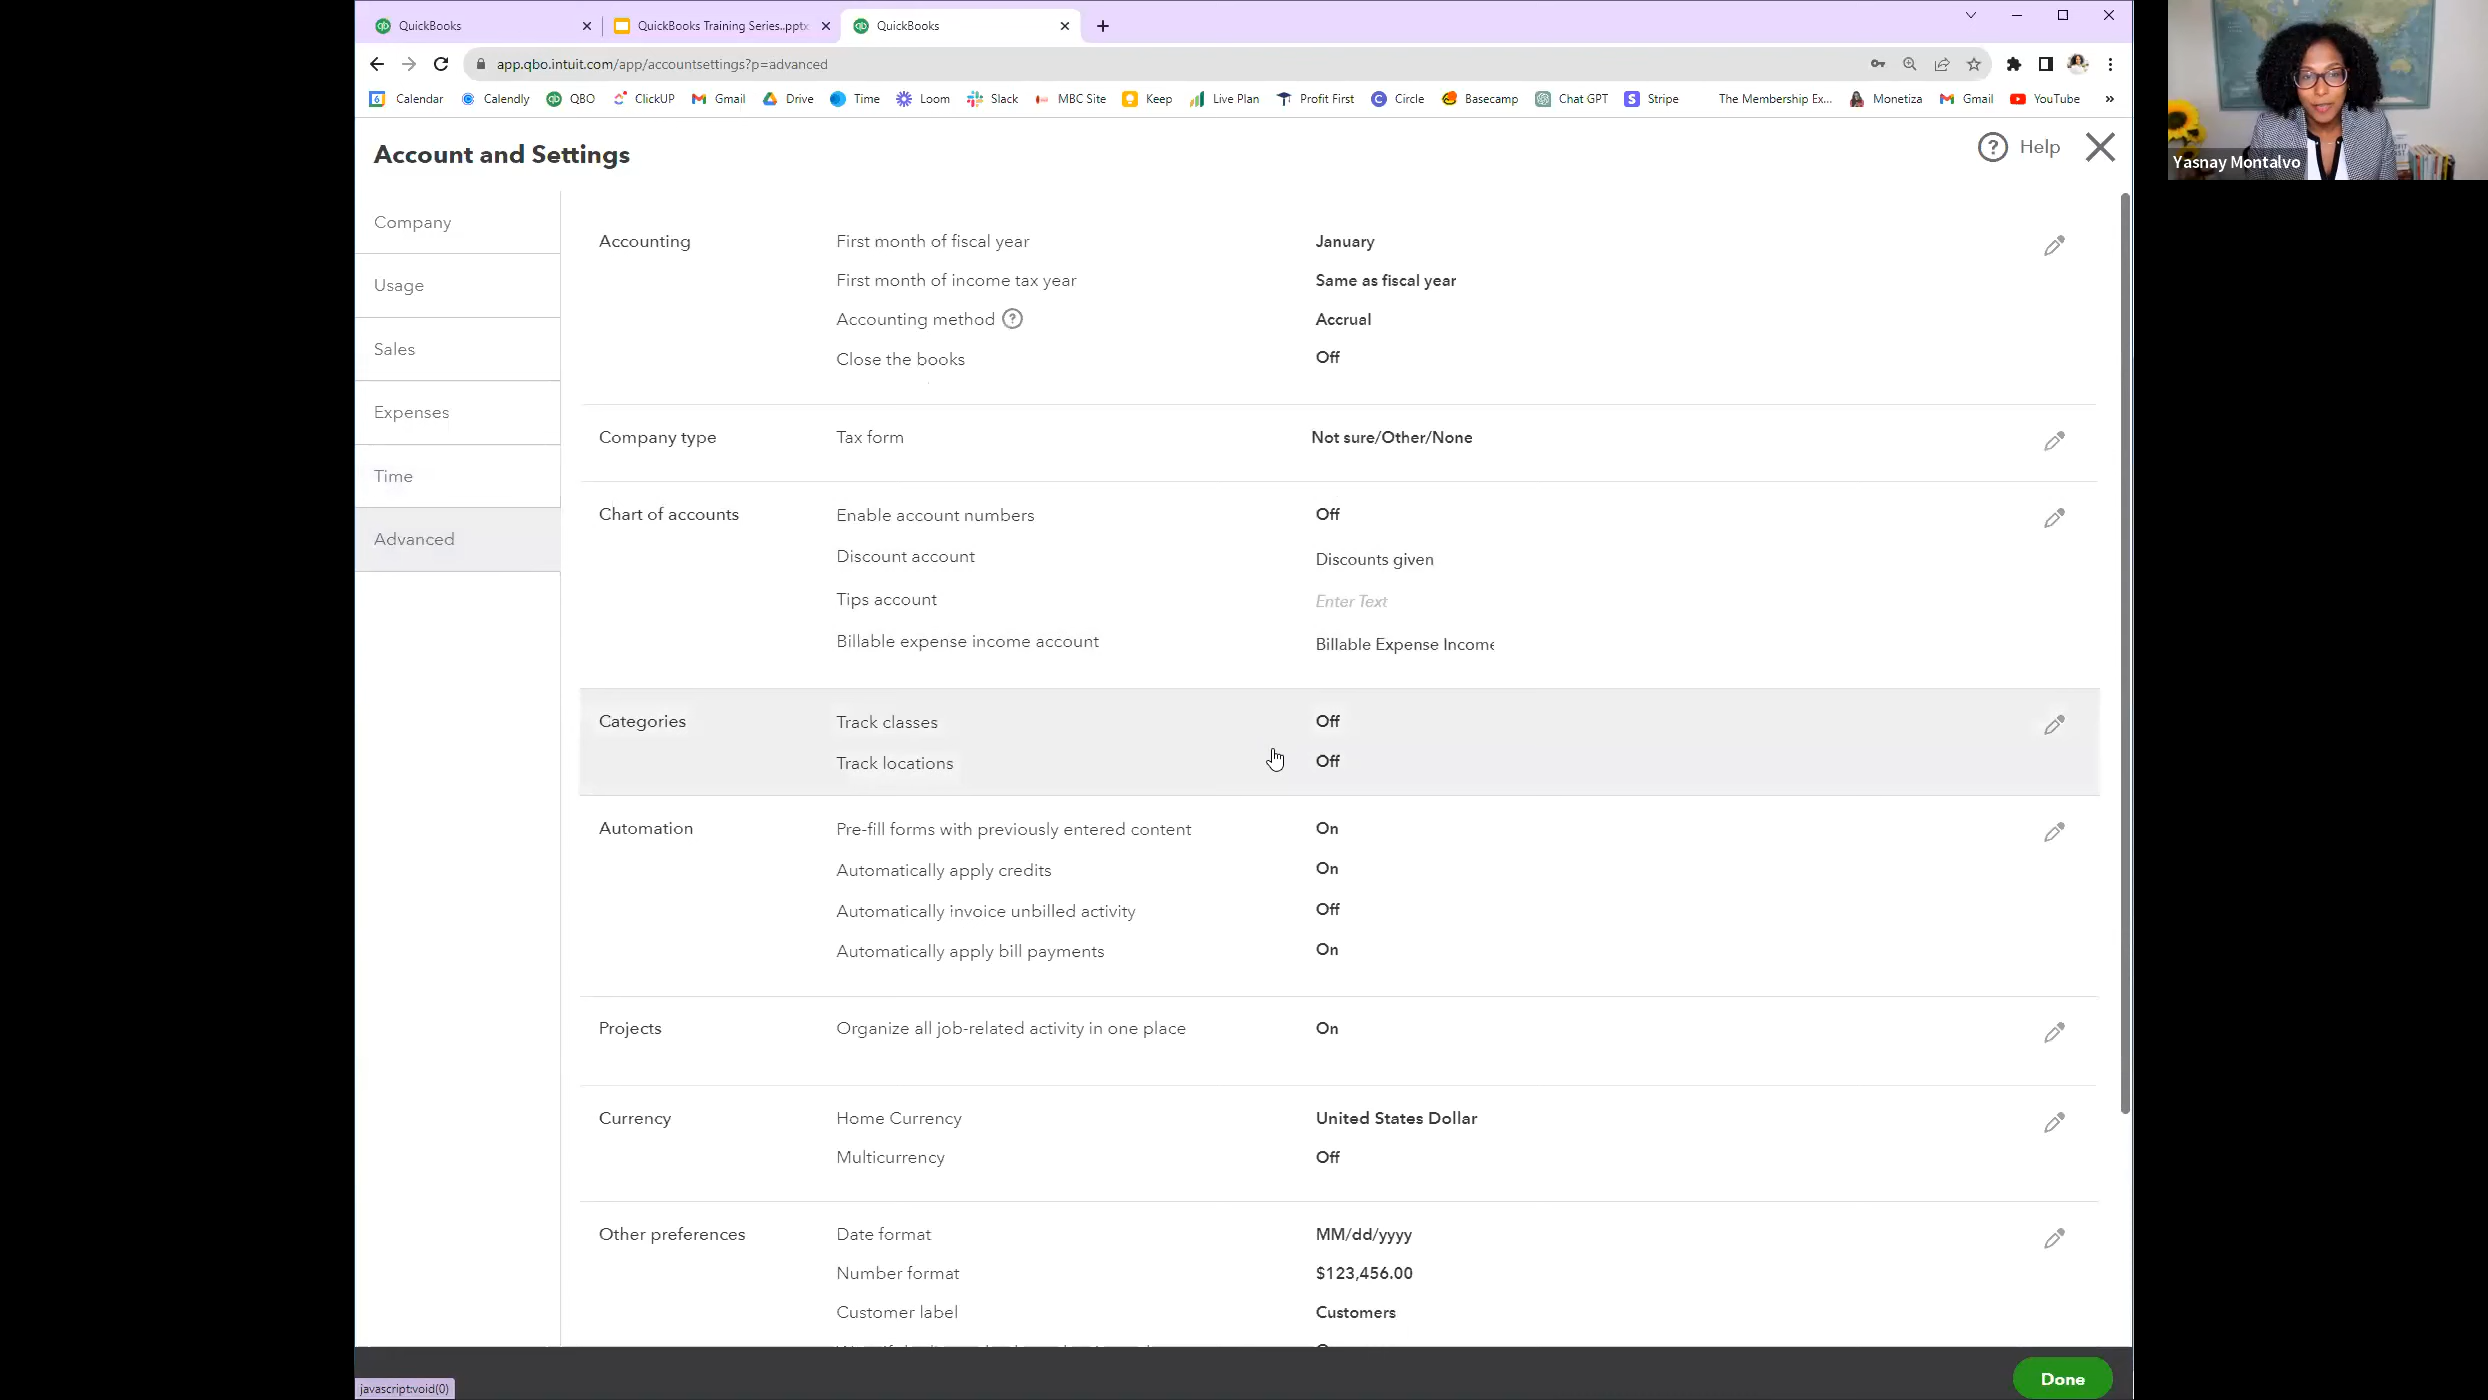 QuickBooks
QuickBooks Training Series..pptx
QuickBooks
app.qbo.intuit.com/app/accountsettings?p=advanced
Calendar Calendly QBO ClickUP Gmail Drive Time Loom Slack MBC Site Keep Live Plan Profit First Circle Basecamp Chat GPT Stripe The Membership Ex... Monetiza Gmail YouTube »
Yasnay Montalvo
Account and Settings
? Help
Company
Usage
Sales
Expenses
Time
Advanced
Accounting
First month of fiscal year January
First month of income tax year Same as fiscal year
Accounting method ? Accrual
Close the books Off
Company type Tax form Not sure/Other/None
Chart of accounts Enable account numbers Off
Discount account Discounts given
Tips account Enter Text
Billable expense income account Billable Expense Income
Categories Track classes Off
Track locations Off
Automation Pre-fill forms with previously entered content On
Automatically apply credits On
Automatically invoice unbilled activity Off
Automatically apply bill payments On
Projects Organize all job-related activity in one place On
Currency Home Currency United States Dollar
Multicurrency Off
Other preferences Date format MM/dd/yyyy
Number format $123,456.00
Customer label Customers
Done
javascript:void(0)